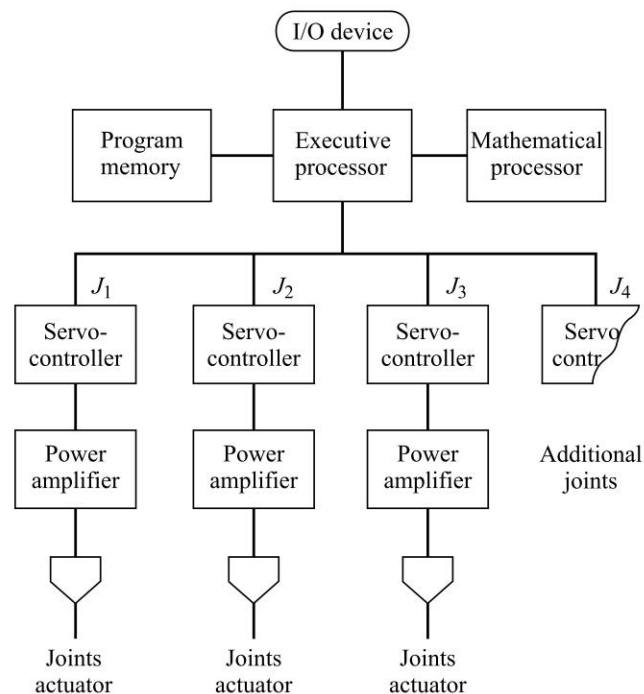 I/O device
Program
memory
Executive
processor
Mathematical
processor
J1
J2
J3
J4
Servo-
controller
Servo-
controller
Servo-
controller
Servo
contr
Power
amplifier
Power
amplifier
Power
amplifier
Additional
joints
Joints
actuator
Joints
actuator
Joints
actuator